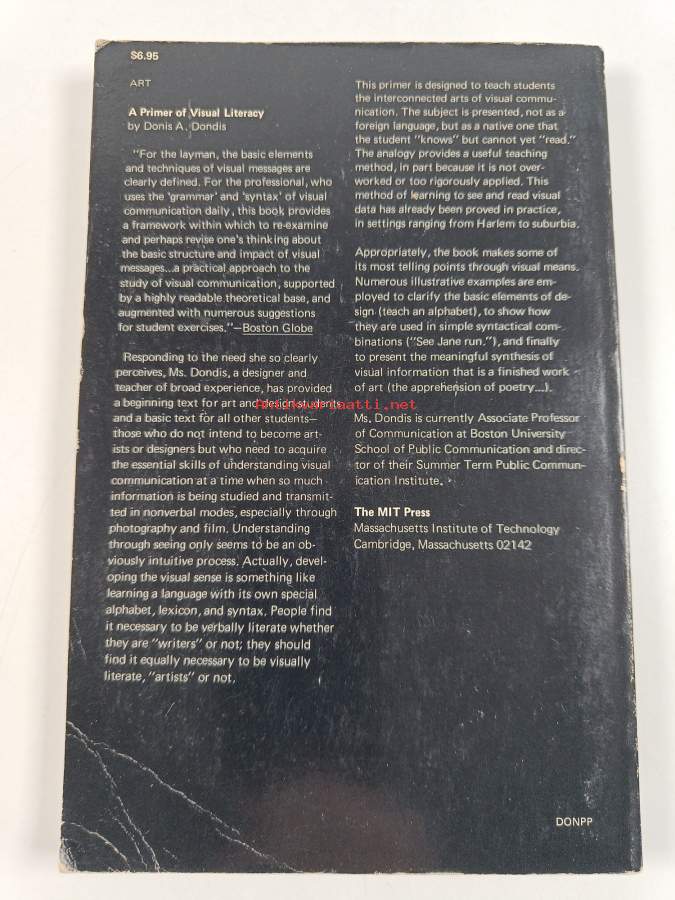 $6.95
ART
A Primer of Visual Literacy
by Donis A. Dondis
"For the layman, the basic elements
and techniques of visual messages are
clearly defined. For the professional, who
uses the 'grammar' and 'syntax' of visual
communication daily, this book provides
a framework within which to re-examine
and perhaps revise one's thinking about
the basic structure and impact of visual
messages...a practical approach to the
study of visual communication, supported
by a highly readable theoretical base, and
augmented with numerous suggestions
for student exercises."—Boston Globe
Responding to the need she so clearly
perceives, Ms. Dondis, a designer and
teacher of broad experience, has provided
a beginning text for art and design students
and a basic text for all other students—
those who do not intend to become art-
ists or designers but who need to acquire
the essential skills of understanding visual
communication at a time when so much
information is being studied and transmit-
ted in nonverbal modes, especially through
photography and film. Understanding
through seeing only seems to be an ob-
viously intuitive process. Actually, devel-
oping the visual sense is something like
learning a language with its own special
alphabet, lexicon, and syntax. People find
it necessary to be verbally literate whether
they are "writers" or not; they should
find it equally necessary to be visually
literate, "artists" or not.
This primer is designed to teach students
the interconnected arts of visual commu-
nication. The subject is presented, not as a
foreign language, but as a native one that
the student "knows" but cannot yet "read."
The analogy provides a useful teaching
method, in part because it is not over-
worked or too rigorously applied. This
method of learning to see and read visual
data has already been proved in practice,
in settings ranging from Harlem to suburbia.
Appropriately, the book makes some of
its most telling points through visual means.
Numerous illustrative examples are em-
ployed to clarify the basic elements of de-
sign (teach an alphabet), to show how
they are used in simple syntactical com-
binations ("See Jane run."), and finally
to present the meaningful synthesis of
visual information that is a finished work
of art (the apprehension of poetry...).
Ms. Dondis is currently Associate Professor
of Communication at Boston University
School of Public Communication and direc-
tor of their Summer Term Public Commun-
ication Institute.
The MIT Press
Massachusetts Institute of Technology
Cambridge, Massachusetts 02142
DONPP
Antikvariaatti.net